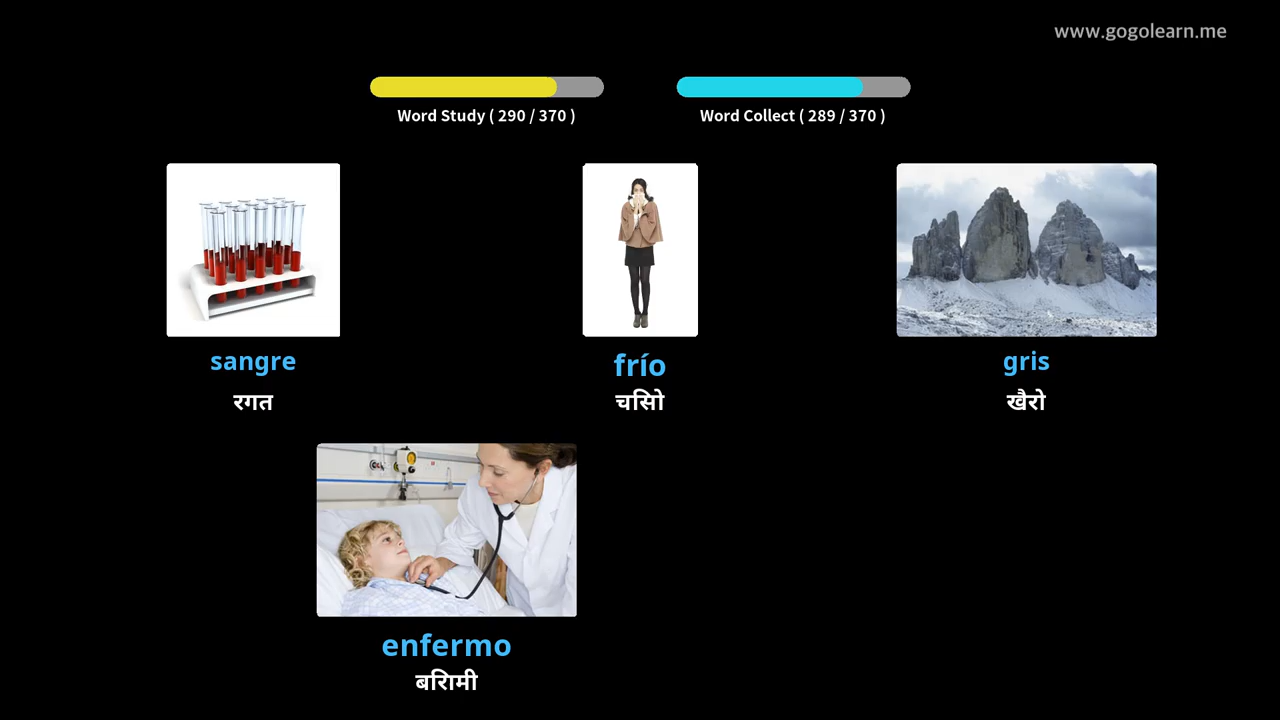 www.gogolearn.me
Word Study ( 290 / 370 )
Word Collect ( 289 / 370 )
sangre
frío
gris
रगत
चिसो
खैरो
enfermo
बिरामी